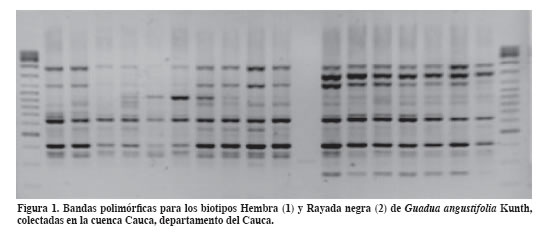 Figura 1. Bandas polimórficas para los biotipos Hembra (1) y Rayada negra (2) de Guadua angustifolia Kunth,
colectadas en la cuenca Cauca, departamento del Cauca.